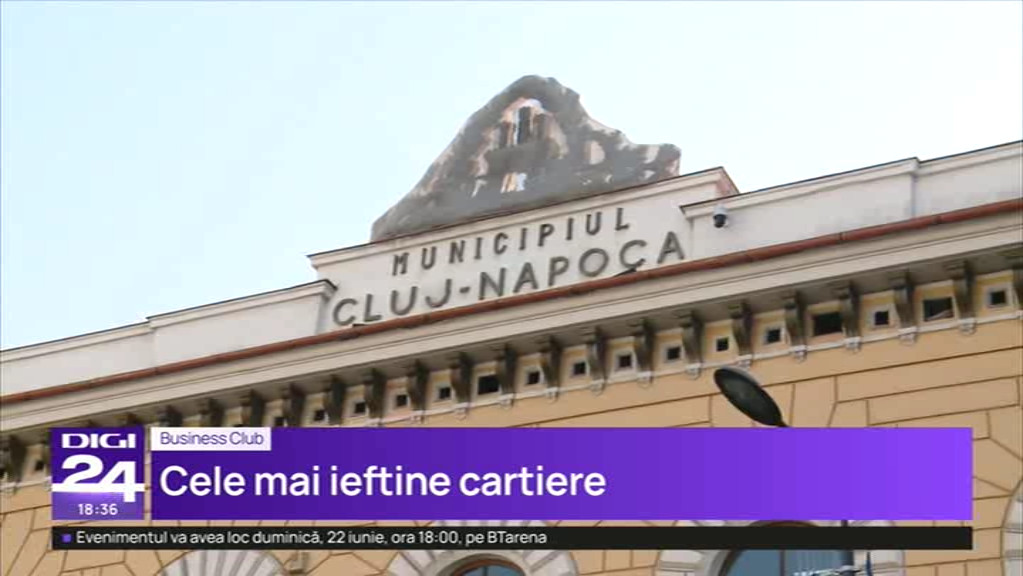 MUNICIPIUL
CLUJ-NAPOCA
DIGI
24
18:36
Business Club
Cele mai ieftine cartiere
Evenimentul va avea loc duminică, 22 iunie, ora 18:00, pe BTarena